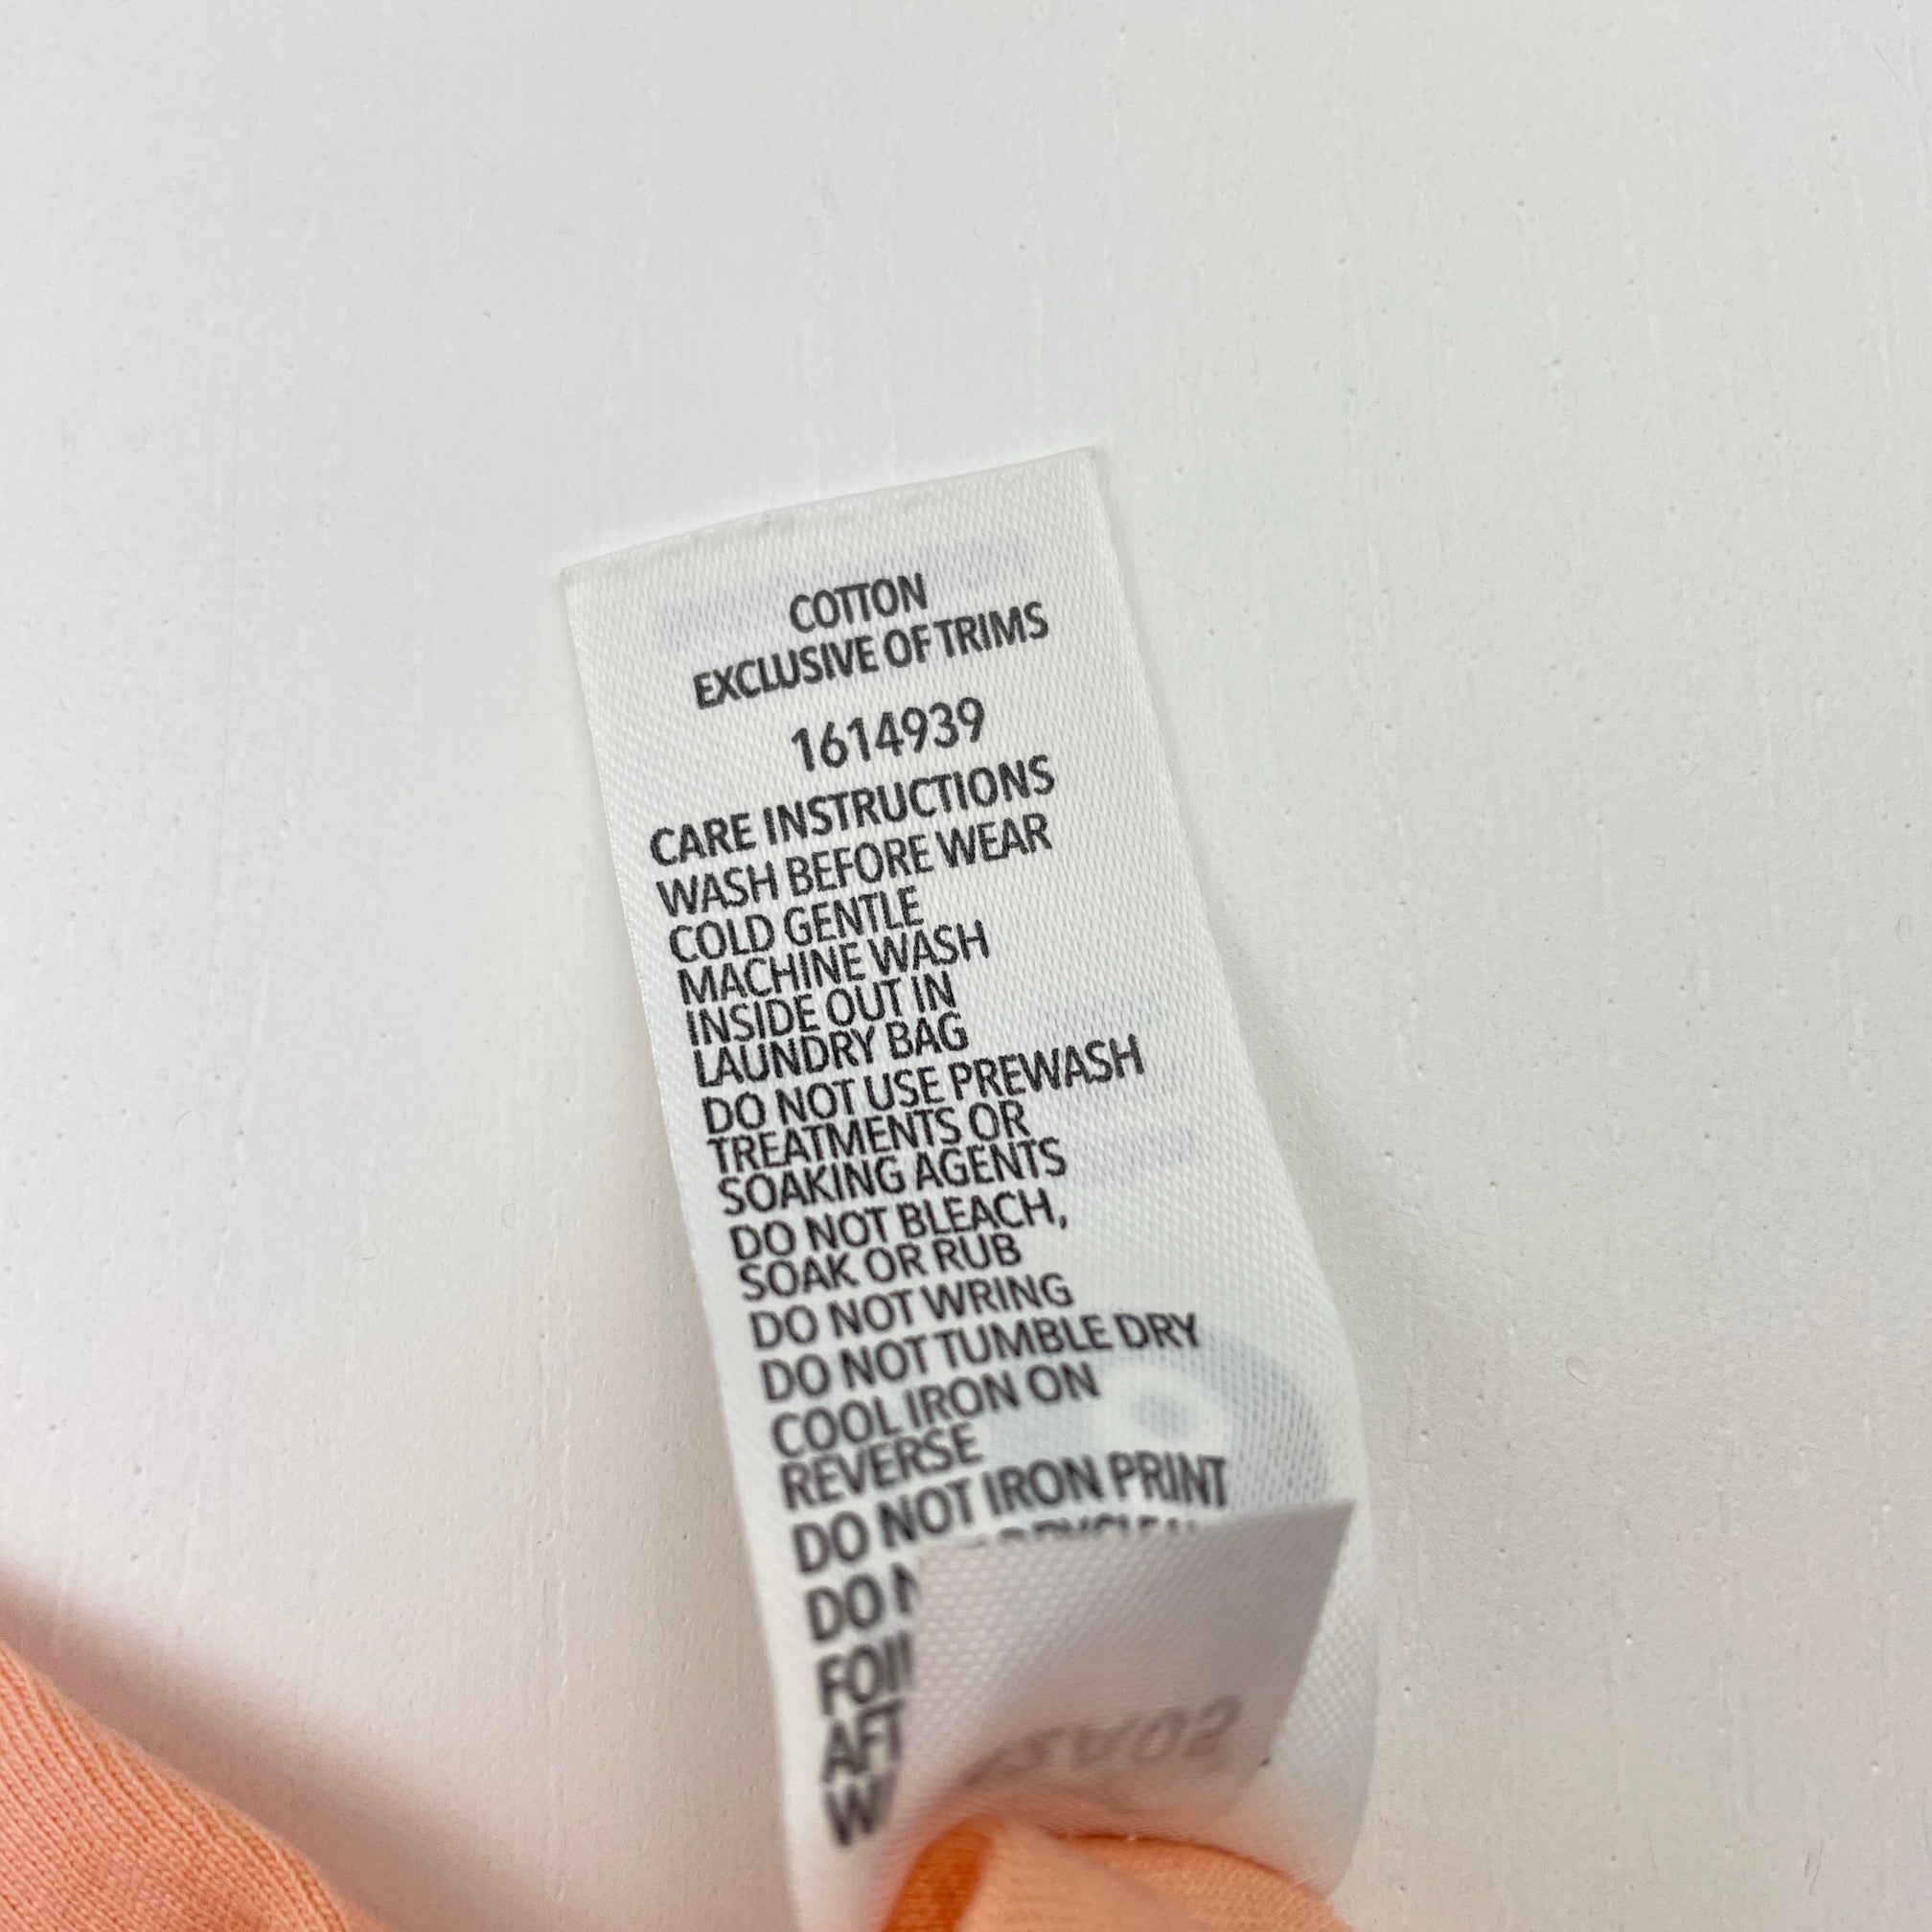 COTTON
EXCLUSIVE OF TRIMS
1614939
CARE INSTRUCTIONS
WASH BEFORE WEAR
COLD GENTLE
MACHINE WASH
INSIDE OUT IN
LAUNDRY BAG
DO NOT USE PREWASH
TREATMENTS OR
SOAKING AGENTS
DO NOT BLEACH,
SOAK OR RUB
DO NOT WRING
DO NOT TUMBLE DRY
COOL IRON ON
REVERSE
DO NOT IRON PRINT
DO